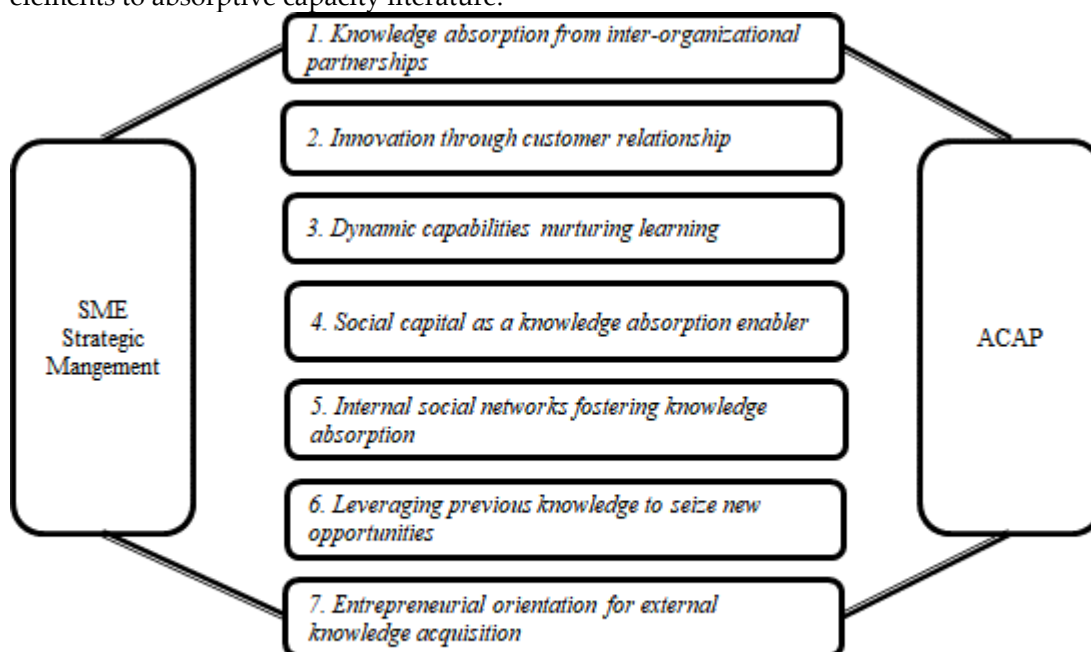 elements to absorptive capacity literature.
1. Knowledge absorption from inter-organizational
partnerships
2. Innovation through customer relationship
3. Dynamic capabilities nurturing learning
4. Social capital as a knowledge absorption enabler
5. Internal social networks fostering knowledge
absorption
6. Leveraging previous knowledge to seize new
opportunities
7. Entrepreneurial orientation for external
knowledge acquisition
SME
Strategic
Mangement
ACAP